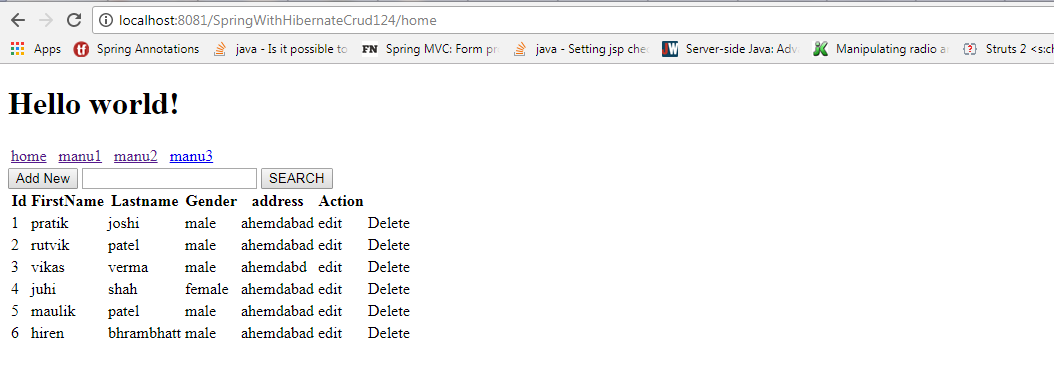 localhost:8081/SpringWithHibernateCrud124/home
Apps Spring Annotations java - Is it possible to Spring MVC: Form pr java - Setting jsp chec Server-side Java: Adv Manipulating radio a Struts 2 <s:ch
Hello world!
home manu1 manu2 manu3
Add New SEARCH
Id FirstName Lastname Gender address Action
1 pratik joshi male ahemdabad edit Delete
2 rutvik patel male ahemdabad edit Delete
3 vikas verma male ahemdabd edit Delete
4 juhi shah female ahemdabad edit Delete
5 maulik patel male ahemdabad edit Delete
6 hiren bhrambhatt male ahemdabad edit Delete